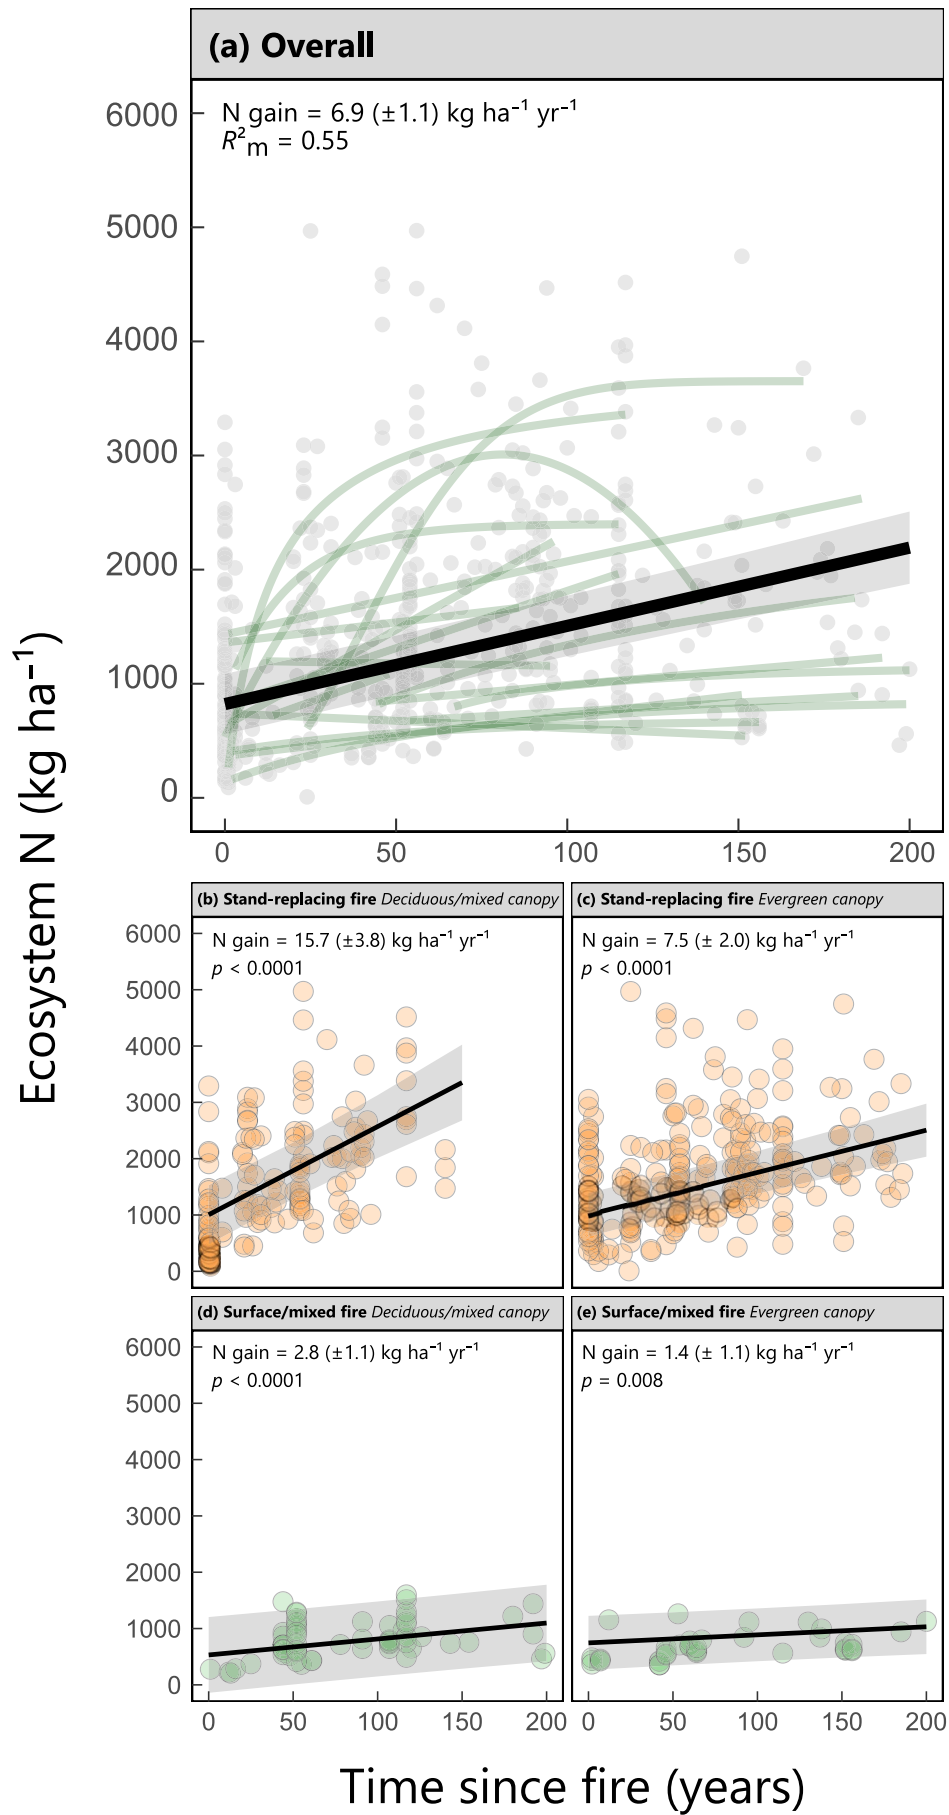 (a) Overall
N gain = 6.9 (±1.1) kg ha⁻¹ yr⁻¹
R²m = 0.55
6000
5000
4000
3000
2000
1000
0
0 50 100 150 200
Ecosystem N (kg ha⁻¹)
(b) Stand-replacing fire Deciduous/mixed canopy
N gain = 15.7 (±3.8) kg ha⁻¹ yr⁻¹
p < 0.0001
6000
5000
4000
3000
2000
1000
0
(c) Stand-replacing fire Evergreen canopy
N gain = 7.5 (± 2.0) kg ha⁻¹ yr⁻¹
p < 0.0001
(d) Surface/mixed fire Deciduous/mixed canopy
N gain = 2.8 (±1.1) kg ha⁻¹ yr⁻¹
p < 0.0001
6000
5000
4000
3000
2000
1000
0
0 50 100 150 200
(e) Surface/mixed fire Evergreen canopy
N gain = 1.4 (± 1.1) kg ha⁻¹ yr⁻¹
p = 0.008
0 50 100 150 200
Time since fire (years)